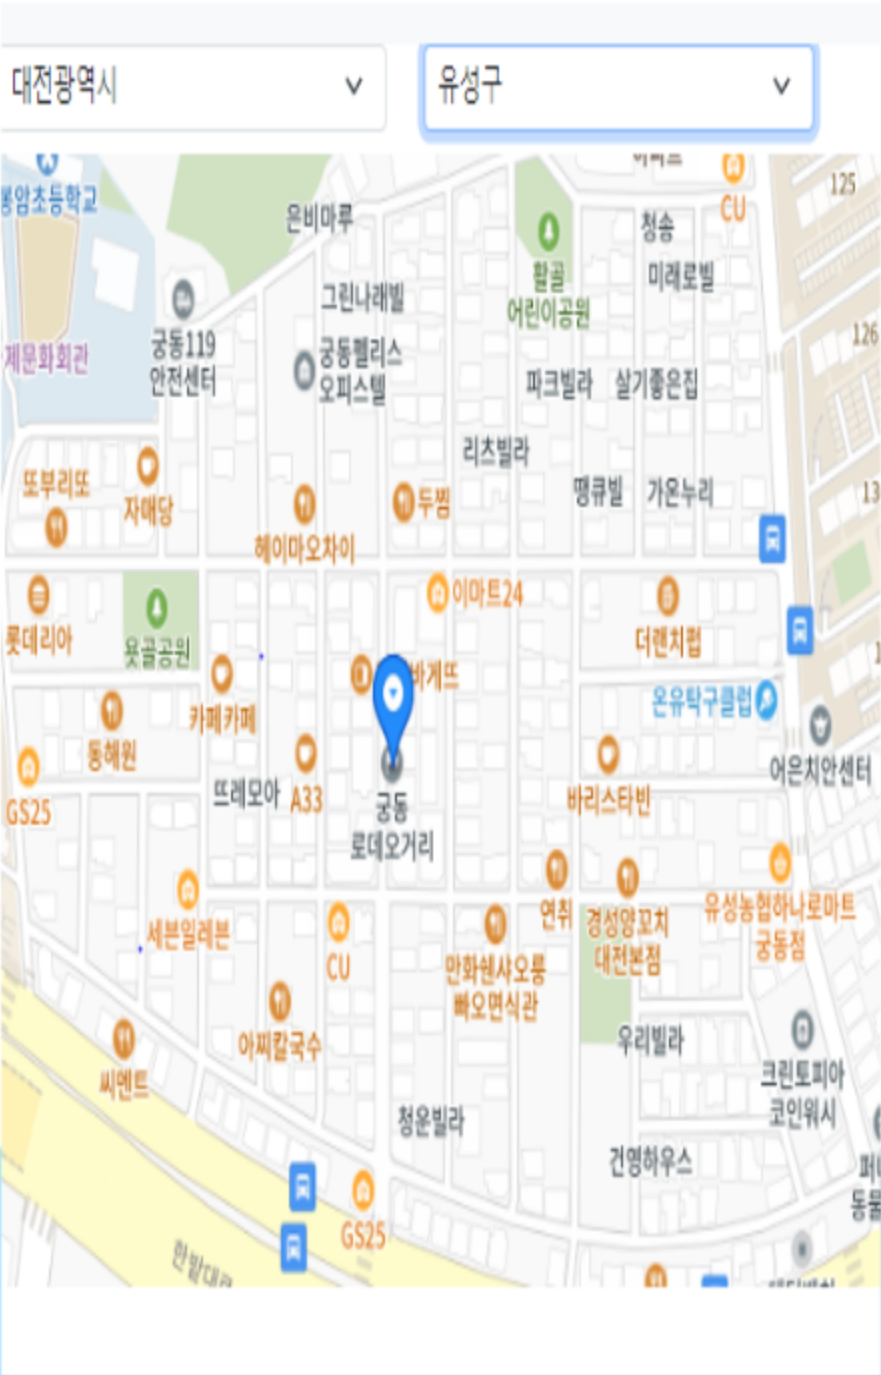 대전광역시
유성구
봉암초등학교
은비마루
CU
125
청송
미래로빌
할골
어린이공원
그린나래빌
궁동119
안전센터
궁동펠리스
오피스텔
제문화회관
126
파크빌라
살기좋은집
리츠빌라
또부리또
자매당
땡큐빌
가온누리
13
두찜
헤이마오차이
이마트24
롯데리아
욧골공원
더랜치펍
카페카페
바게뜨
온유탁구클럽
동해원
어은치안센터
GS25
뜨레모아
A33
궁동
로데오거리
바리스타빈
세븐일레븐
CU
연취
경성양꼬치
대전본점
유성농협하나로마트
궁동점
만화쉔샤오룽
빠오면식관
아찌칼국수
우리빌라
씨엔트
크린토피아
코인워시
청운빌라
건영하우스
GS25
한밭대로